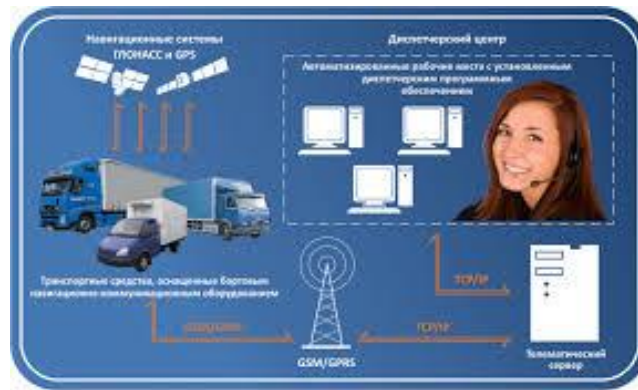 Навигационные системы
ГЛОНАСС и GPS
Диспетчерский центр
Автоматизированные рабочие места с установленным
диспетчерским программным
обеспечением
Транспортные средства, оснащенные бортовым
навигационно-коммуникационным оборудованием
TCP/IP
TCP/IP
GSM/GPRS
Телематический
сервер